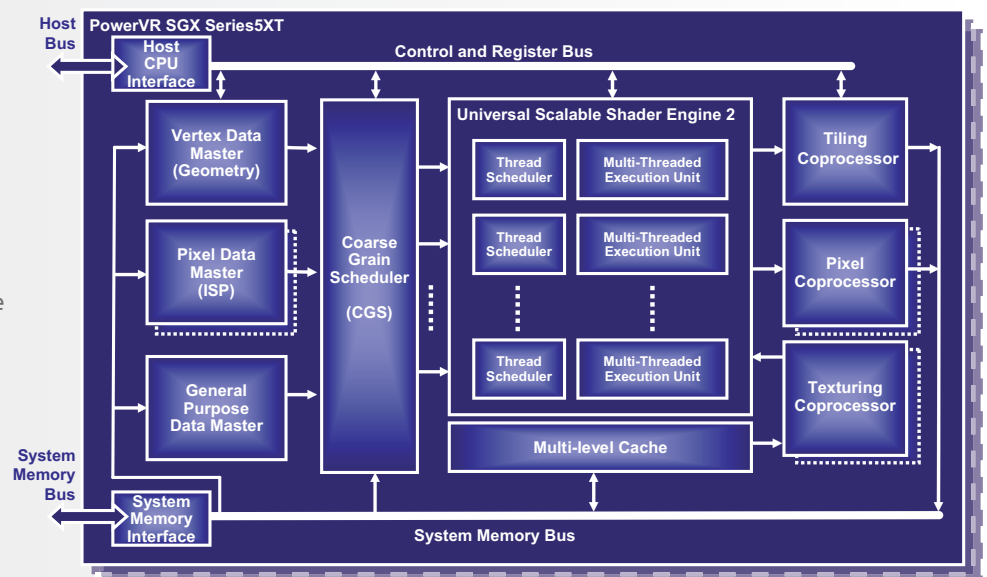 Host
Bus
PowerVR SGX Series5XT
Host
CPU
Interface
Control and Register Bus
Vertex Data
Master
(Geometry)
Pixel Data
Master
(ISP)
General
Purpose
Data Master
Coarse
Grain
Scheduler
(CGS)
Universal Scalable Shader Engine 2
Thread
Scheduler
Multi-Threaded
Execution Unit
Thread
Scheduler
Multi-Threaded
Execution Unit
Thread
Scheduler
Multi-Threaded
Execution Unit
Multi-level Cache
Tiling
Coprocessor
Pixel
Coprocessor
Texturing
Coprocessor
System
Memory
Bus
System
Memory
Interface
System Memory Bus